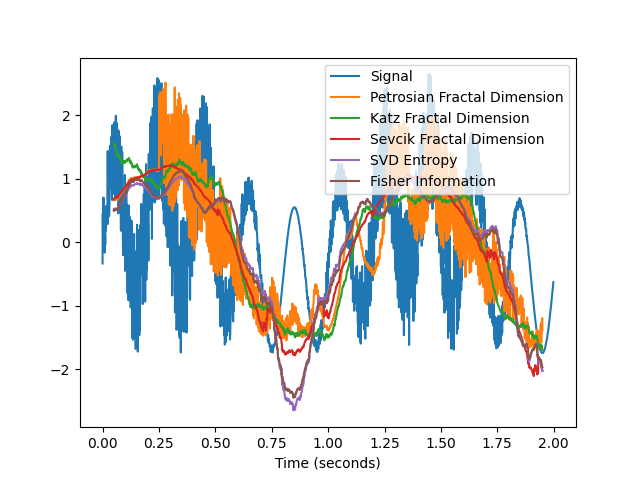 Signal
Petrosian Fractal Dimension
Katz Fractal Dimension
Sevcik Fractal Dimension
SVD Entropy
Fisher Information
2
1
0
−1
−2
0.00 0.25 0.50 0.75 1.00 1.25 1.50 1.75 2.00
Time (seconds)